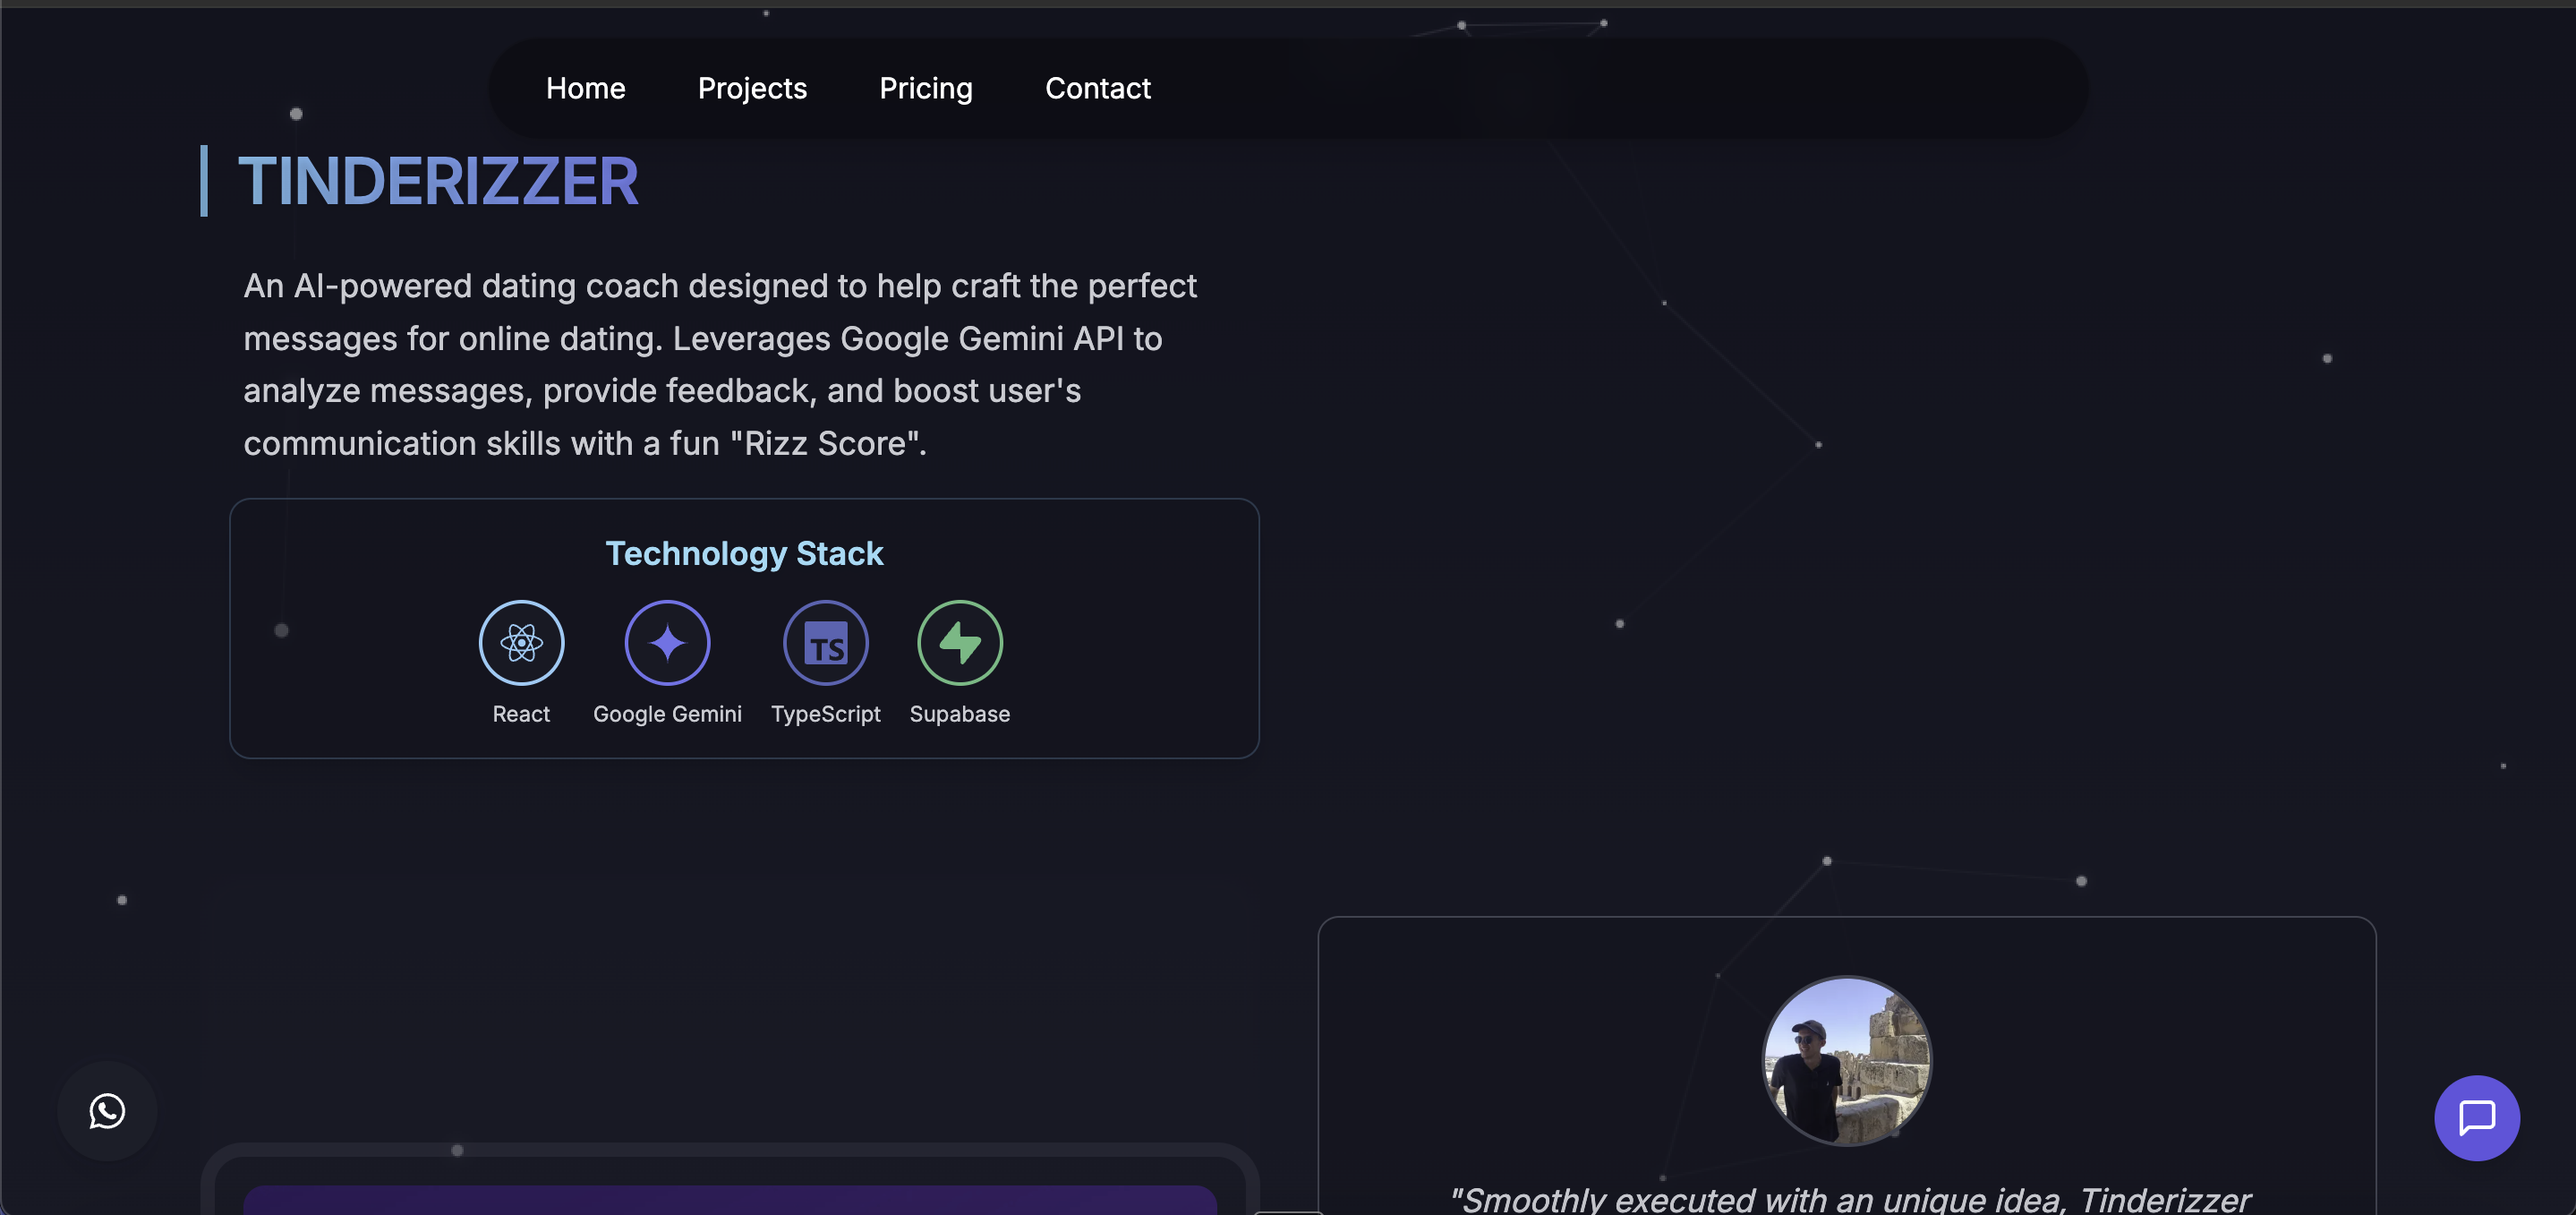 Home Projects Pricing Contact
TINDERIZZER
An AI-powered dating coach designed to help craft the perfect
messages for online dating. Leverages Google Gemini API to
analyze messages, provide feedback, and boost user's
communication skills with a fun "Rizz Score".
Technology Stack
TS
React Google Gemini TypeScript Supabase
"Smoothly executed with an unique idea, Tinderizzer